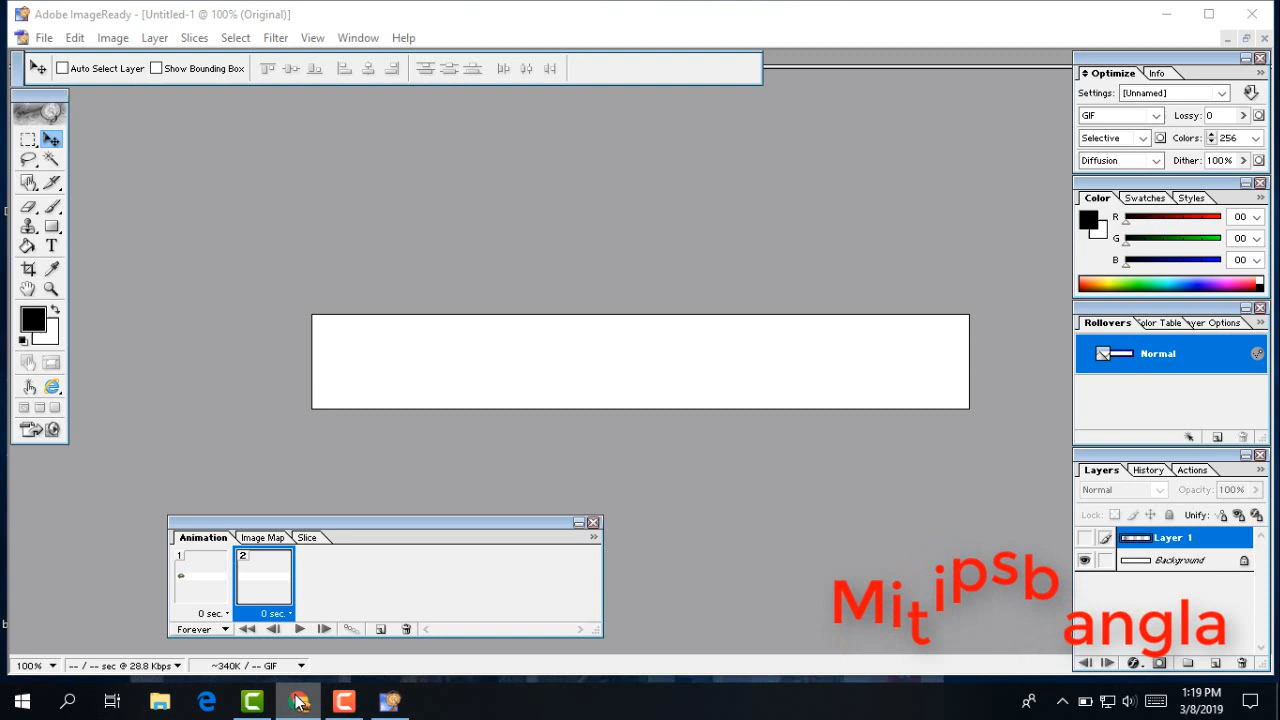 Adobe ImageReady - [Untitled-1 @ 100% (Original)]
File Edit Image Layer Slices Select Filter View Window Help
Auto Select Layer Show Bounding Box
Optimize Info
Settings: [Unnamed]
GIF Lossy: 0
Selective Colors: 256
Diffusion Dither: 100%
Color Swatches Styles
R 00
G 00
B 00
Rollovers Color Table yer Options
Normal
Layers History Actions
Normal Opacity: 100%
Lock: Unify:
Layer 1
Background
Animation Image Map Slice
1 2
0 sec. 0 sec.
Forever
Mitipsbangla
100% -- / -- sec @ 28.8 Kbps ~340K / -- GIF
1:19 PM
3/8/2019